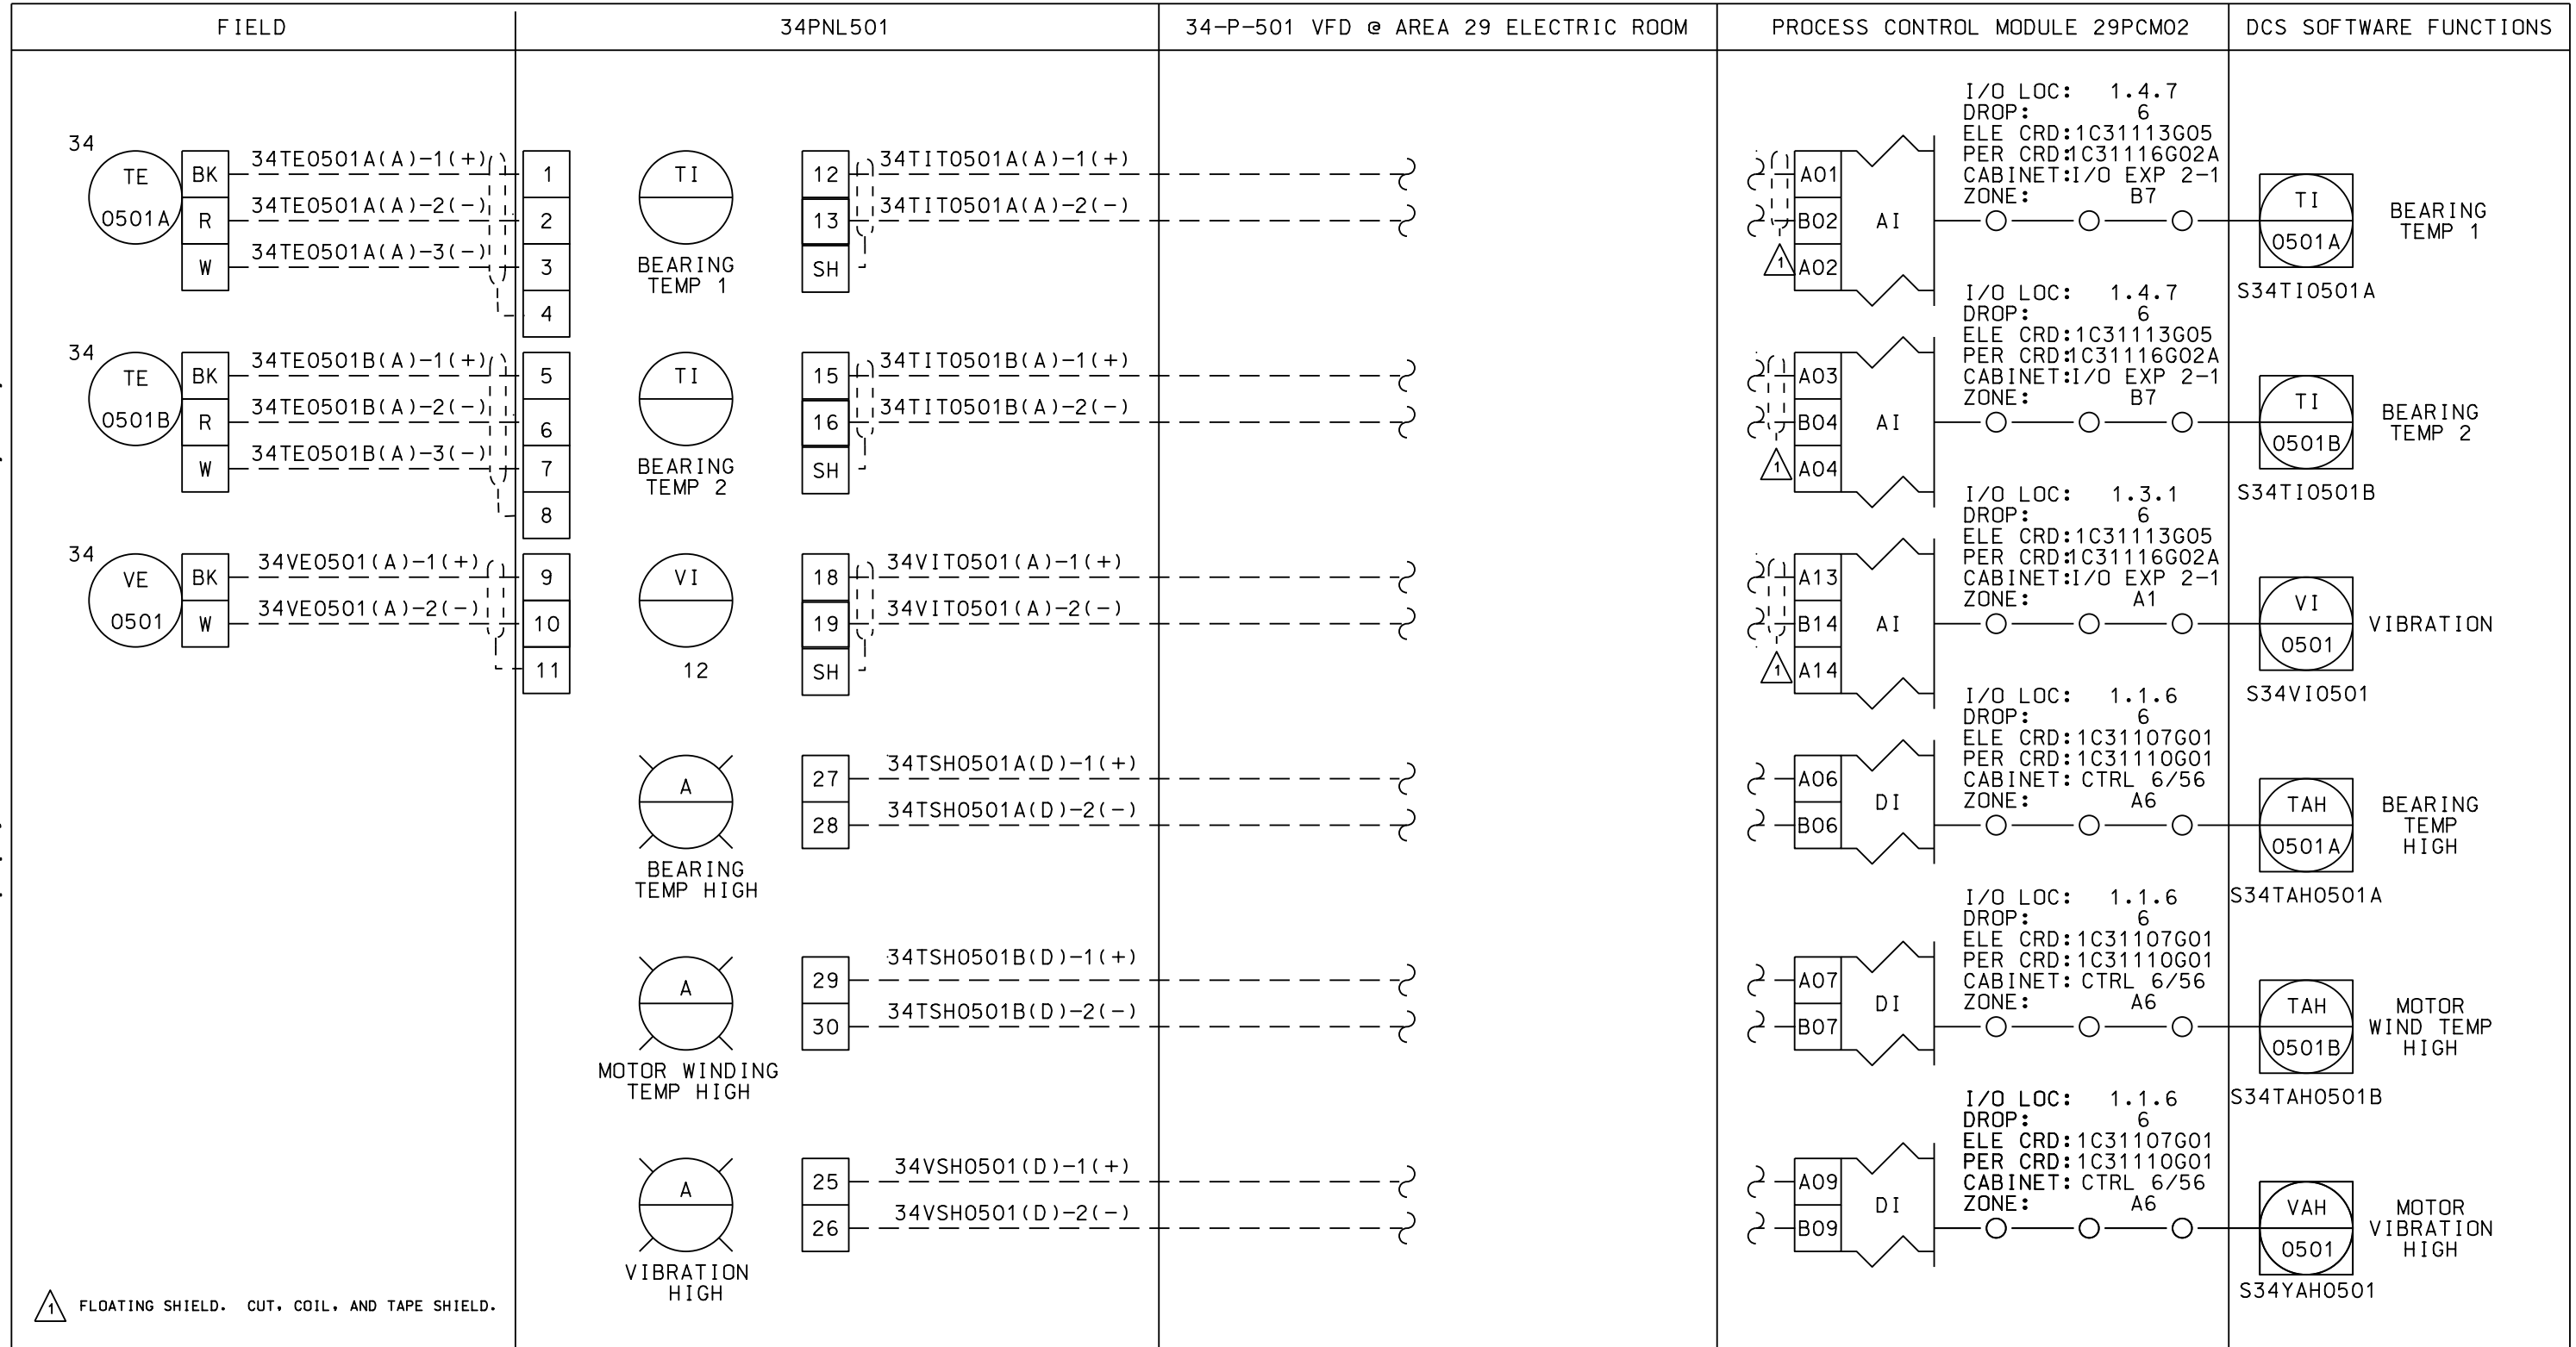 FIELD
34PNL501
34-P-501 VFD @ AREA 29 ELECTRIC ROOM
PROCESS CONTROL MODULE 29PCM02
DCS SOFTWARE FUNCTIONS
34
TE
0501A
BK
R
W
34TE0501A(A)-1(+)
34TE0501A(A)-2(-)
34TE0501A(A)-3(-)
1
2
3
4
TI
BEARING
TEMP 1
12
13
SH
34TIT0501A(A)-1(+)
34TIT0501A(A)-2(-)
1
A01
B02
A02
AI
I/O LOC: 1.4.7
DROP: 6
ELE CRD:1C31113G05
PER CRD:1C31116G02A
CABINET:I/O EXP 2-1
ZONE: B7
TI
0501A
S34TI0501A
BEARING
TEMP 1
34
TE
0501B
BK
R
W
34TE0501B(A)-1(+)
34TE0501B(A)-2(-)
34TE0501B(A)-3(-)
5
6
7
8
TI
BEARING
TEMP 2
15
16
SH
34TIT0501B(A)-1(+)
34TIT0501B(A)-2(-)
1
A03
B04
A04
AI
I/O LOC: 1.4.7
DROP: 6
ELE CRD:1C31113G05
PER CRD:1C31116G02A
CABINET:I/O EXP 2-1
ZONE: B7
TI
0501B
S34TI0501B
BEARING
TEMP 2
34
VE
0501
BK
W
34VE0501(A)-1(+)
34VE0501(A)-2(-)
9
10
11
VI
12
18
19
SH
34VIT0501(A)-1(+)
34VIT0501(A)-2(-)
1
A13
B14
A14
AI
I/O LOC: 1.3.1
DROP: 6
ELE CRD:1C31113G05
PER CRD:1C31116G02A
CABINET:I/O EXP 2-1
ZONE: A1
VI
0501
S34VI0501
VIBRATION
A
BEARING
TEMP HIGH
27
28
34TSH0501A(D)-1(+)
34TSH0501A(D)-2(-)
A06
B06
DI
I/O LOC: 1.1.6
DROP: 6
ELE CRD:1C31107G01
PER CRD:1C31110G01
CABINET: CTRL 6/56
ZONE: A6
TAH
0501A
S34TAH0501A
BEARING
TEMP
HIGH
A
MOTOR WINDING
TEMP HIGH
29
30
34TSH0501B(D)-1(+)
34TSH0501B(D)-2(-)
A07
B07
DI
I/O LOC: 1.1.6
DROP: 6
ELE CRD:1C31107G01
PER CRD:1C31110G01
CABINET: CTRL 6/56
ZONE: A6
TAH
0501B
S34TAH0501B
MOTOR
WIND TEMP
HIGH
A
VIBRATION
HIGH
25
26
34VSH0501(D)-1(+)
34VSH0501(D)-2(-)
A09
B09
DI
I/O LOC: 1.1.6
DROP: 6
ELE CRD:1C31107G01
PER CRD:1C31110G01
CABINET: CTRL 6/56
ZONE: A6
VAH
0501
S34YAH0501
MOTOR
VIBRATION
HIGH
1 FLOATING SHIELD. CUT, COIL, AND TAPE SHIELD.